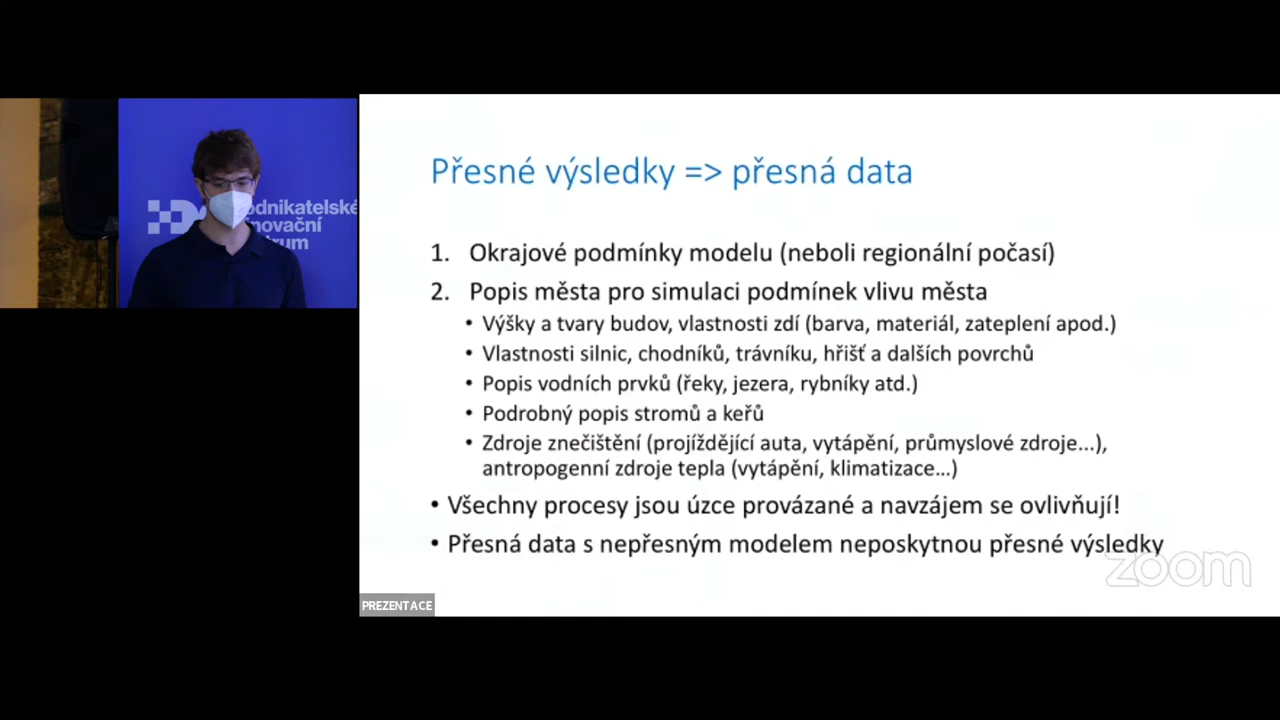 Přesné výsledky => přesná data
1. Okrajové podmínky modelu (neboli regionální počasí)
2. Popis města pro simulaci podmínek vlivu města
• Výšky a tvary budov, vlastnosti zdí (barva, materiál, zateplení apod.)
• Vlastnosti silnic, chodníků, trávníku, hřišť a dalších povrchů
• Popis vodních prvků (řeky, jezera, rybníky atd.)
• Podrobný popis stromů a keřů
• Zdroje znečištění (projíždějící auta, vytápění, průmyslové zdroje...),
antropogenní zdroje tepla (vytápění, klimatizace...)
• Všechny procesy jsou úzce provázané a navzájem se ovlivňují!
• Přesná data s nepřesným modelem neposkytnou přesné výsledky
zoom
PREZENTACE